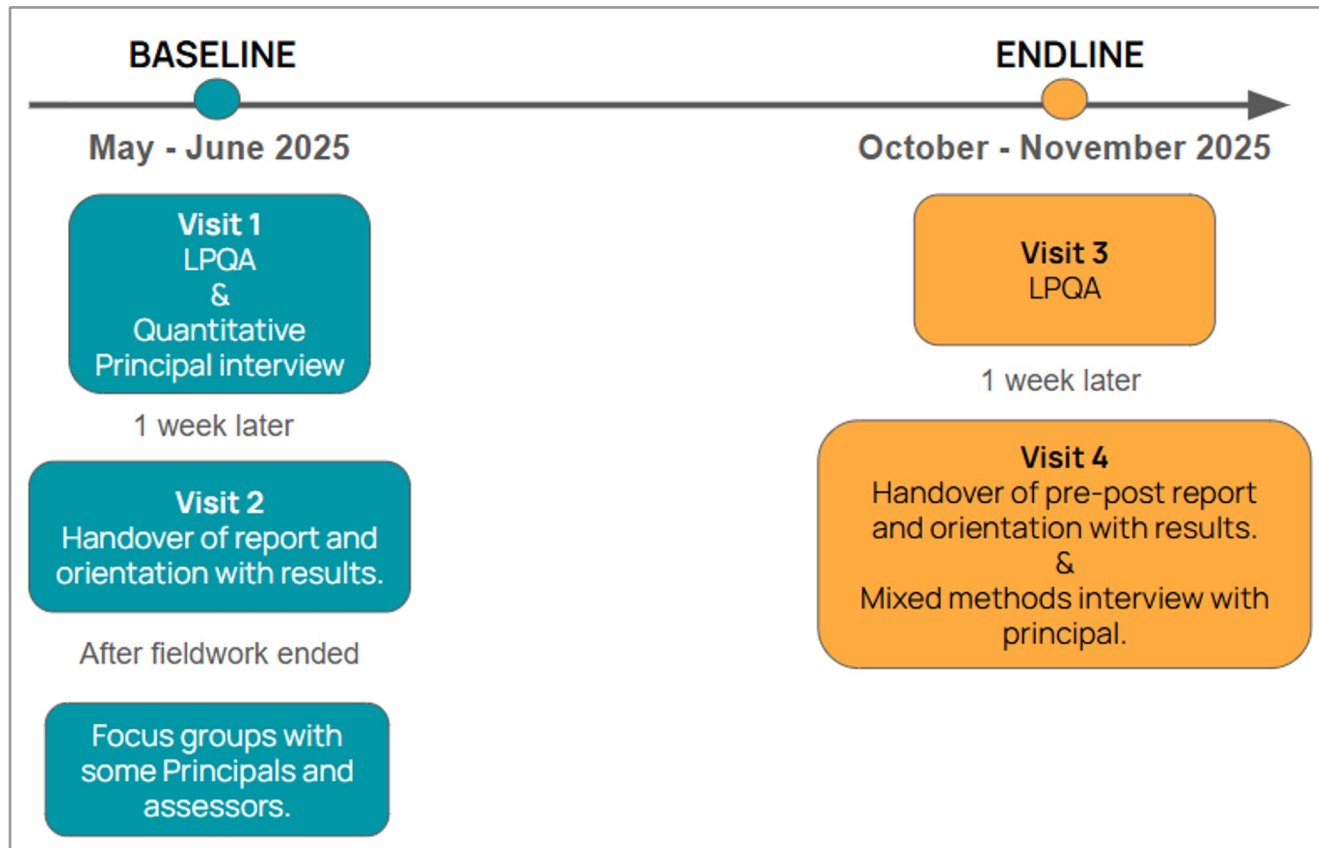 BASELINE
May - June 2025
Visit 1
LPQA
&
Quantitative
Principal interview
1 week later
Visit 2
Handover of report and
orientation with results.
After fieldwork ended
Focus groups with
some Principals and
assessors.
ENDLINE
October - November 2025
Visit 3
LPQA
1 week later
Visit 4
Handover of pre-post report
and orientation with results.
&
Mixed methods interview with
principal.